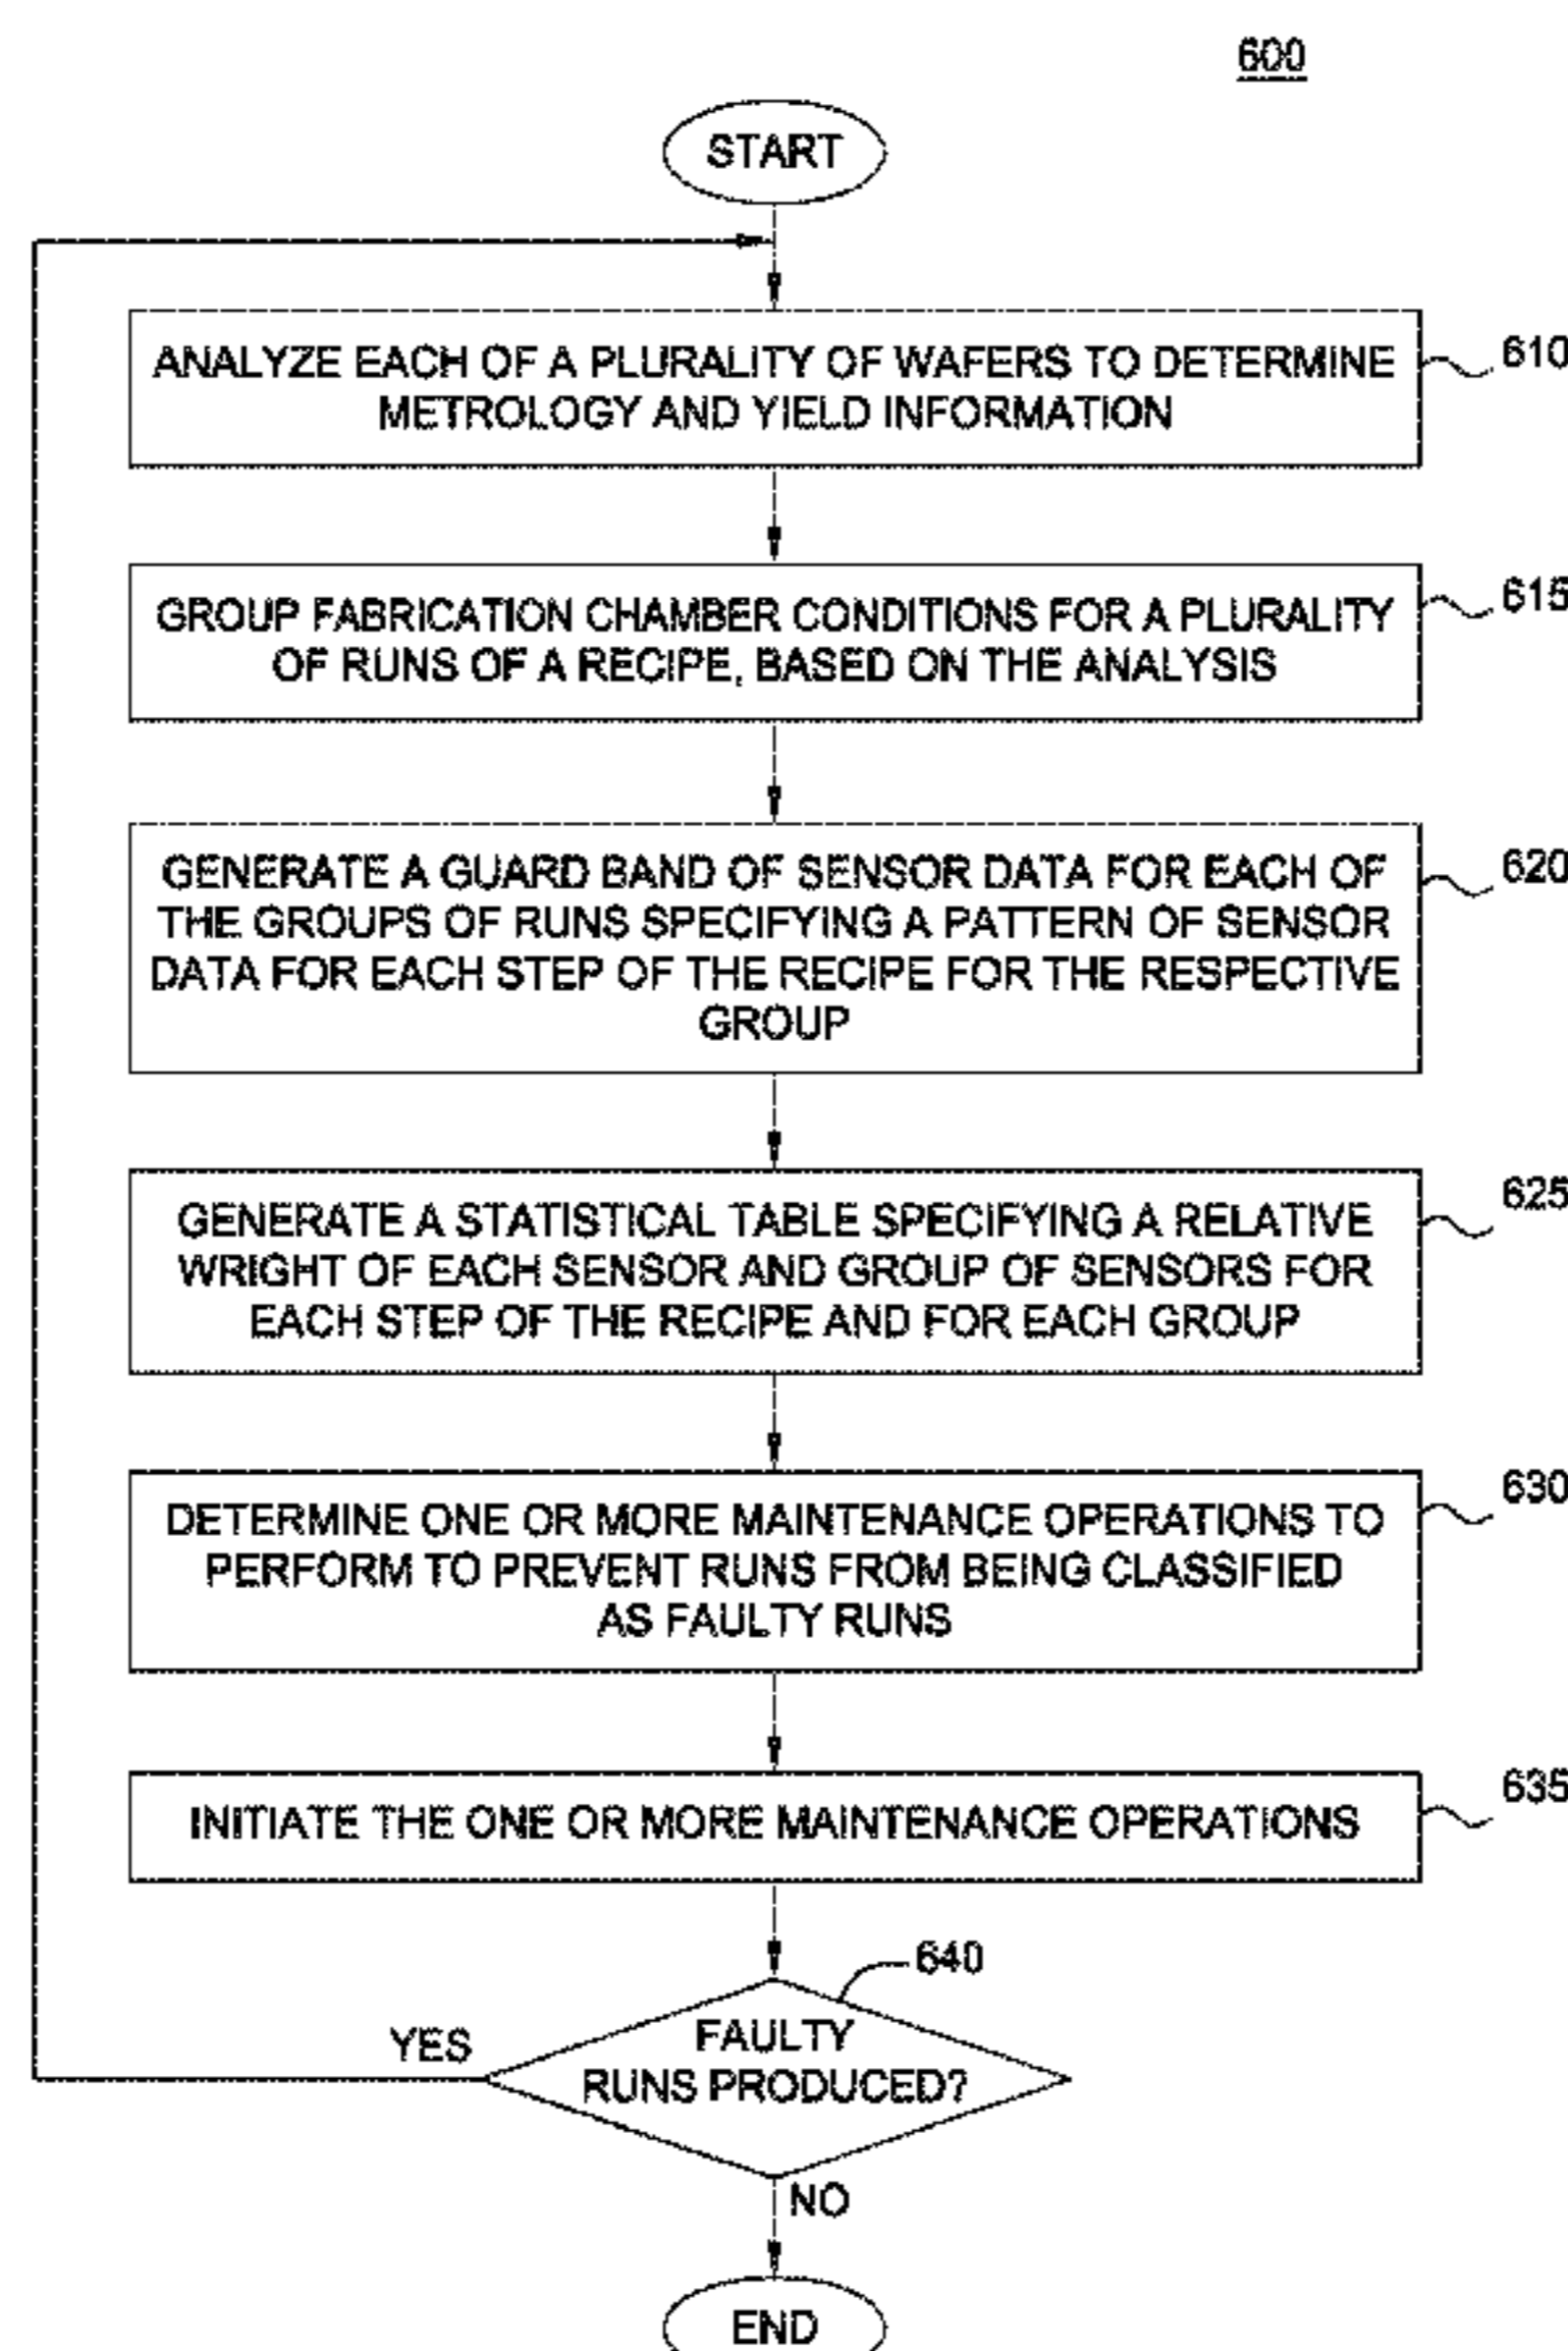 600
START
ANALYZE EACH OF A PLURALITY OF WAFERS TO DETERMINE
METROLOGY AND YIELD INFORMATION
610
GROUP FABRICATION CHAMBER CONDITIONS FOR A PLURALITY
OF RUNS OF A RECIPE, BASED ON THE ANALYSIS
615
GENERATE A GUARD BAND OF SENSOR DATA FOR EACH OF
THE GROUPS OF RUNS SPECIFYING A PATTERN OF SENSOR
DATA FOR EACH STEP OF THE RECIPE FOR THE RESPECTIVE
GROUP
620
GENERATE A STATISTICAL TABLE SPECIFYING A RELATIVE
WRIGHT OF EACH SENSOR AND GROUP OF SENSORS FOR
EACH STEP OF THE RECIPE AND FOR EACH GROUP
625
DETERMINE ONE OR MORE MAINTENANCE OPERATIONS TO
PERFORM TO PREVENT RUNS FROM BEING CLASSIFIED
AS FAULTY RUNS
630
INITIATE THE ONE OR MORE MAINTENANCE OPERATIONS
635
640
FAULTY
RUNS PRODUCED?
YES
NO
END